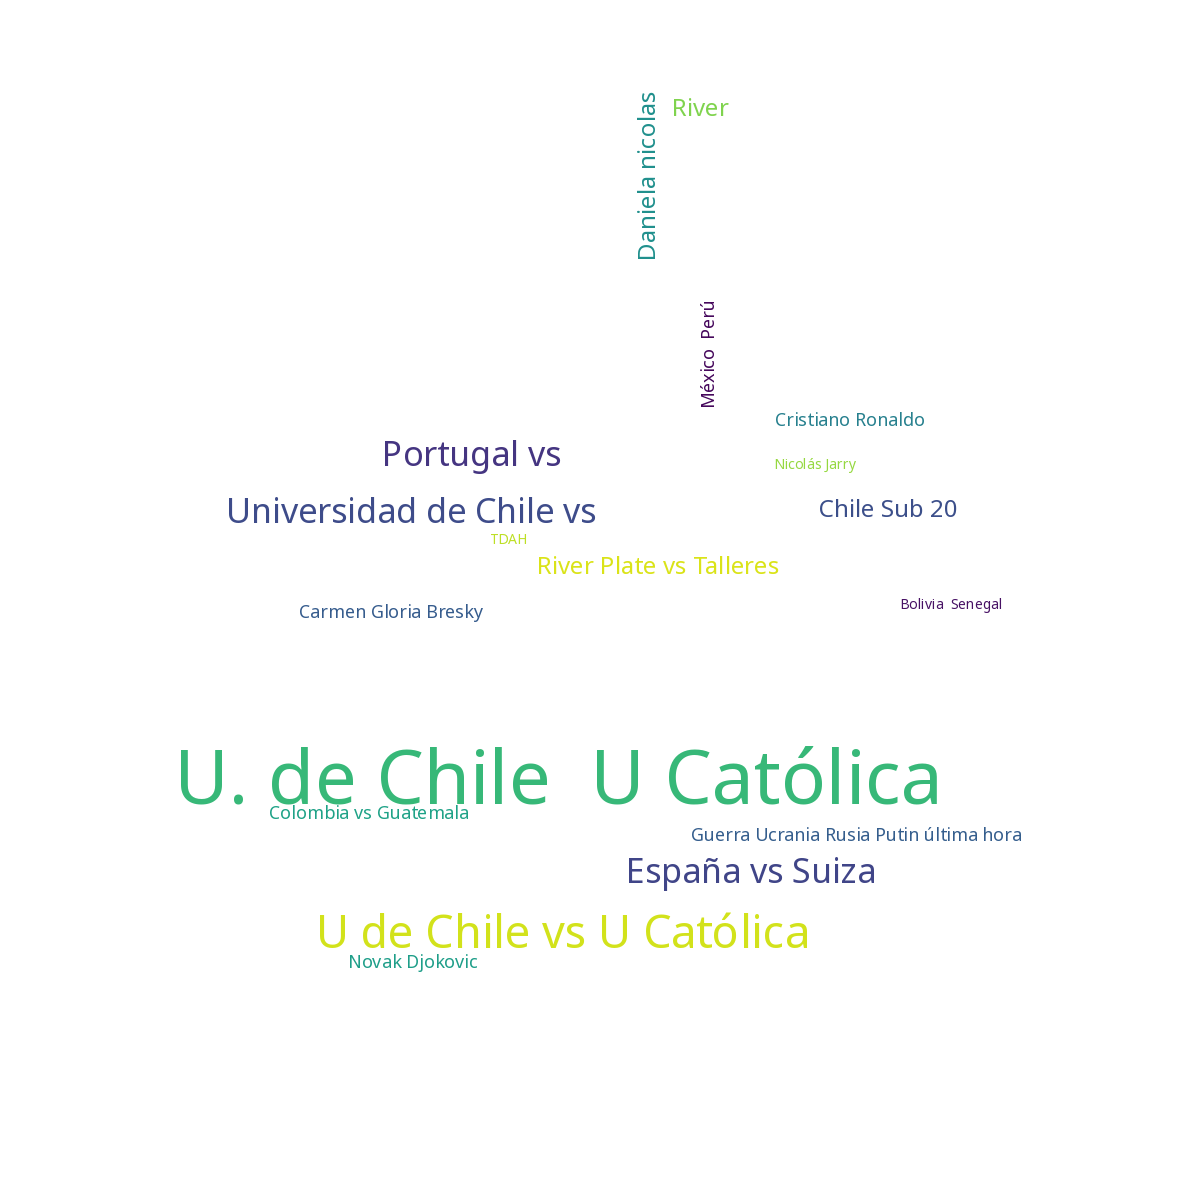 Daniela nicolas
River
México  Perú
Cristiano Ronaldo
Portugal vs
Nicolás Jarry
Universidad de Chile vs
Chile Sub 20
TDAH
River Plate vs Talleres
Bolivia  Senegal
Carmen Gloria Bresky
U. de Chile  U Católica
Colombia vs Guatemala
Guerra Ucrania Rusia Putin última hora
España vs Suiza
U de Chile vs U Católica
Novak Djokovic